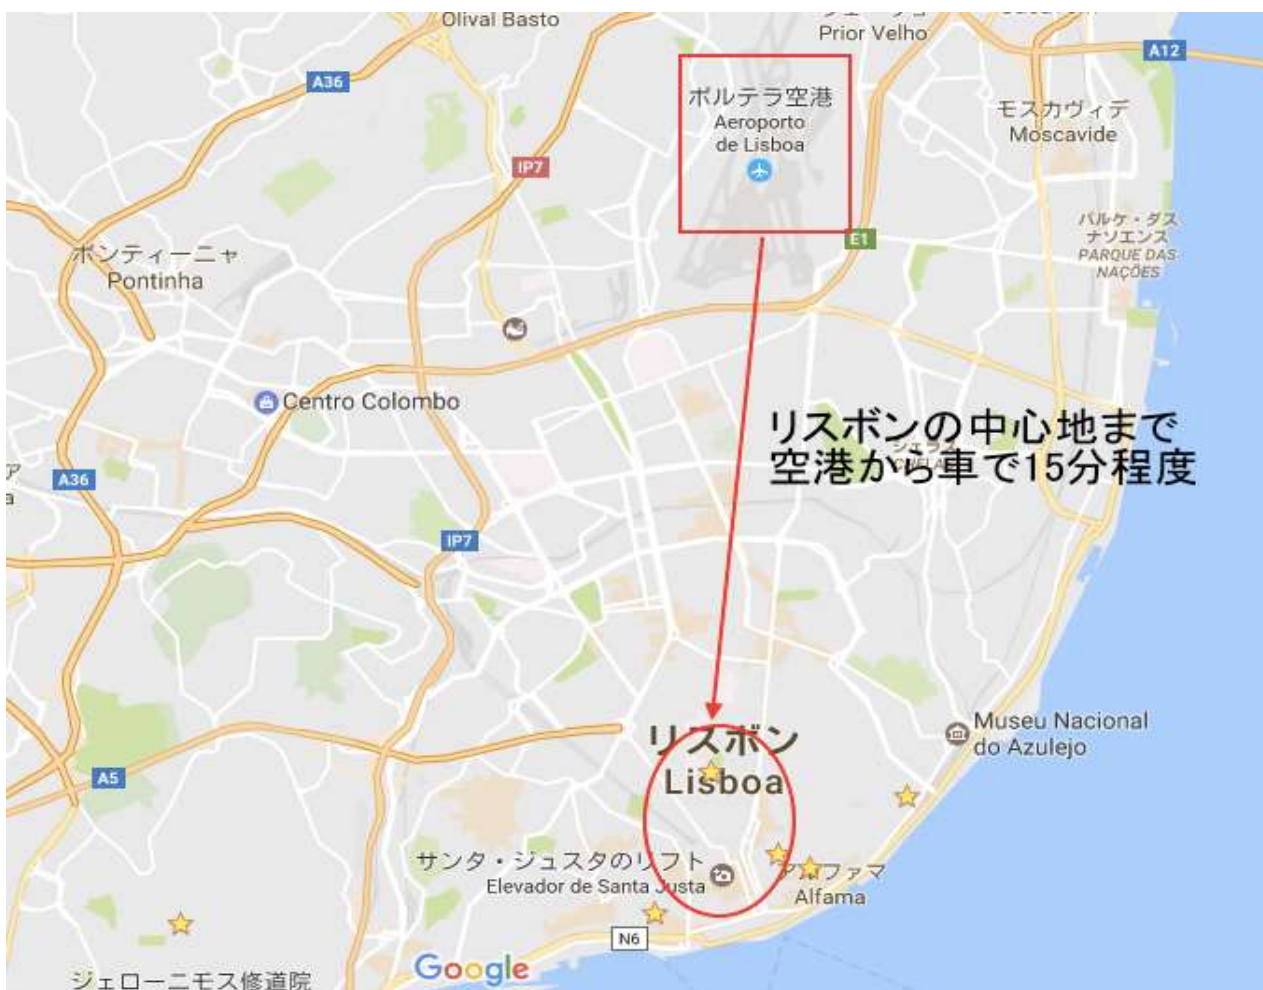 Olival Basto
Prior Velho
A12
A36
ポルテラ空港
Aeroporto
de Lisboa
モスカヴィデ
Moscavide
IP7
パルケ・ダス
ナソエンス
PARQUE DAS
NAÇÕES
E1
ポンティーニャ
Pontinha
Centro Colombo
リスボンの中心地まで
空港から車で15分程度
A36
IP7
リスボン
Lisboa
Museu Nacional
do Azulejo
A5
サンタ・ジュスタのリフト
Elevador de Santa Justa
アルファマ
Alfama
N6
Google
ジェローニモス修道院